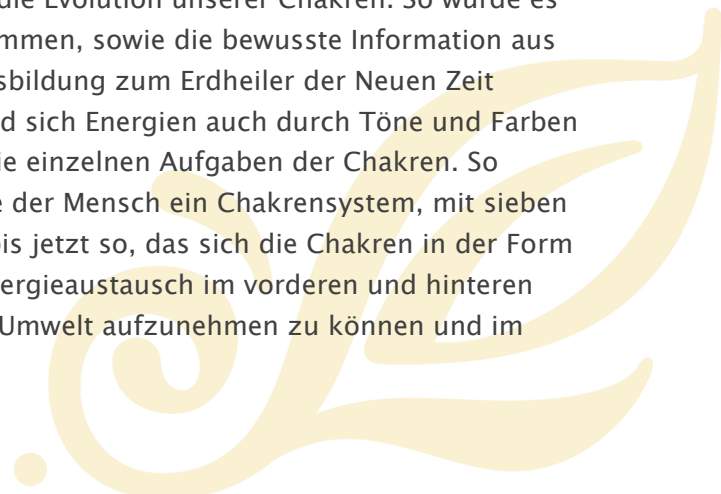 die Evolution unserer Chakren. So wurde es
mmen, sowie die bewusste Information aus
sbildung zum Erdheiler der Neuen Zeit
d sich Energien auch durch Töne und Farben
ie einzelnen Aufgaben der Chakren. So
e der Mensch ein Chakrensystem, mit sieben
bis jetzt so, das sich die Chakren in der Form
ergieaustausch im vorderen und hinteren
Umwelt aufzunehmen zu können und im